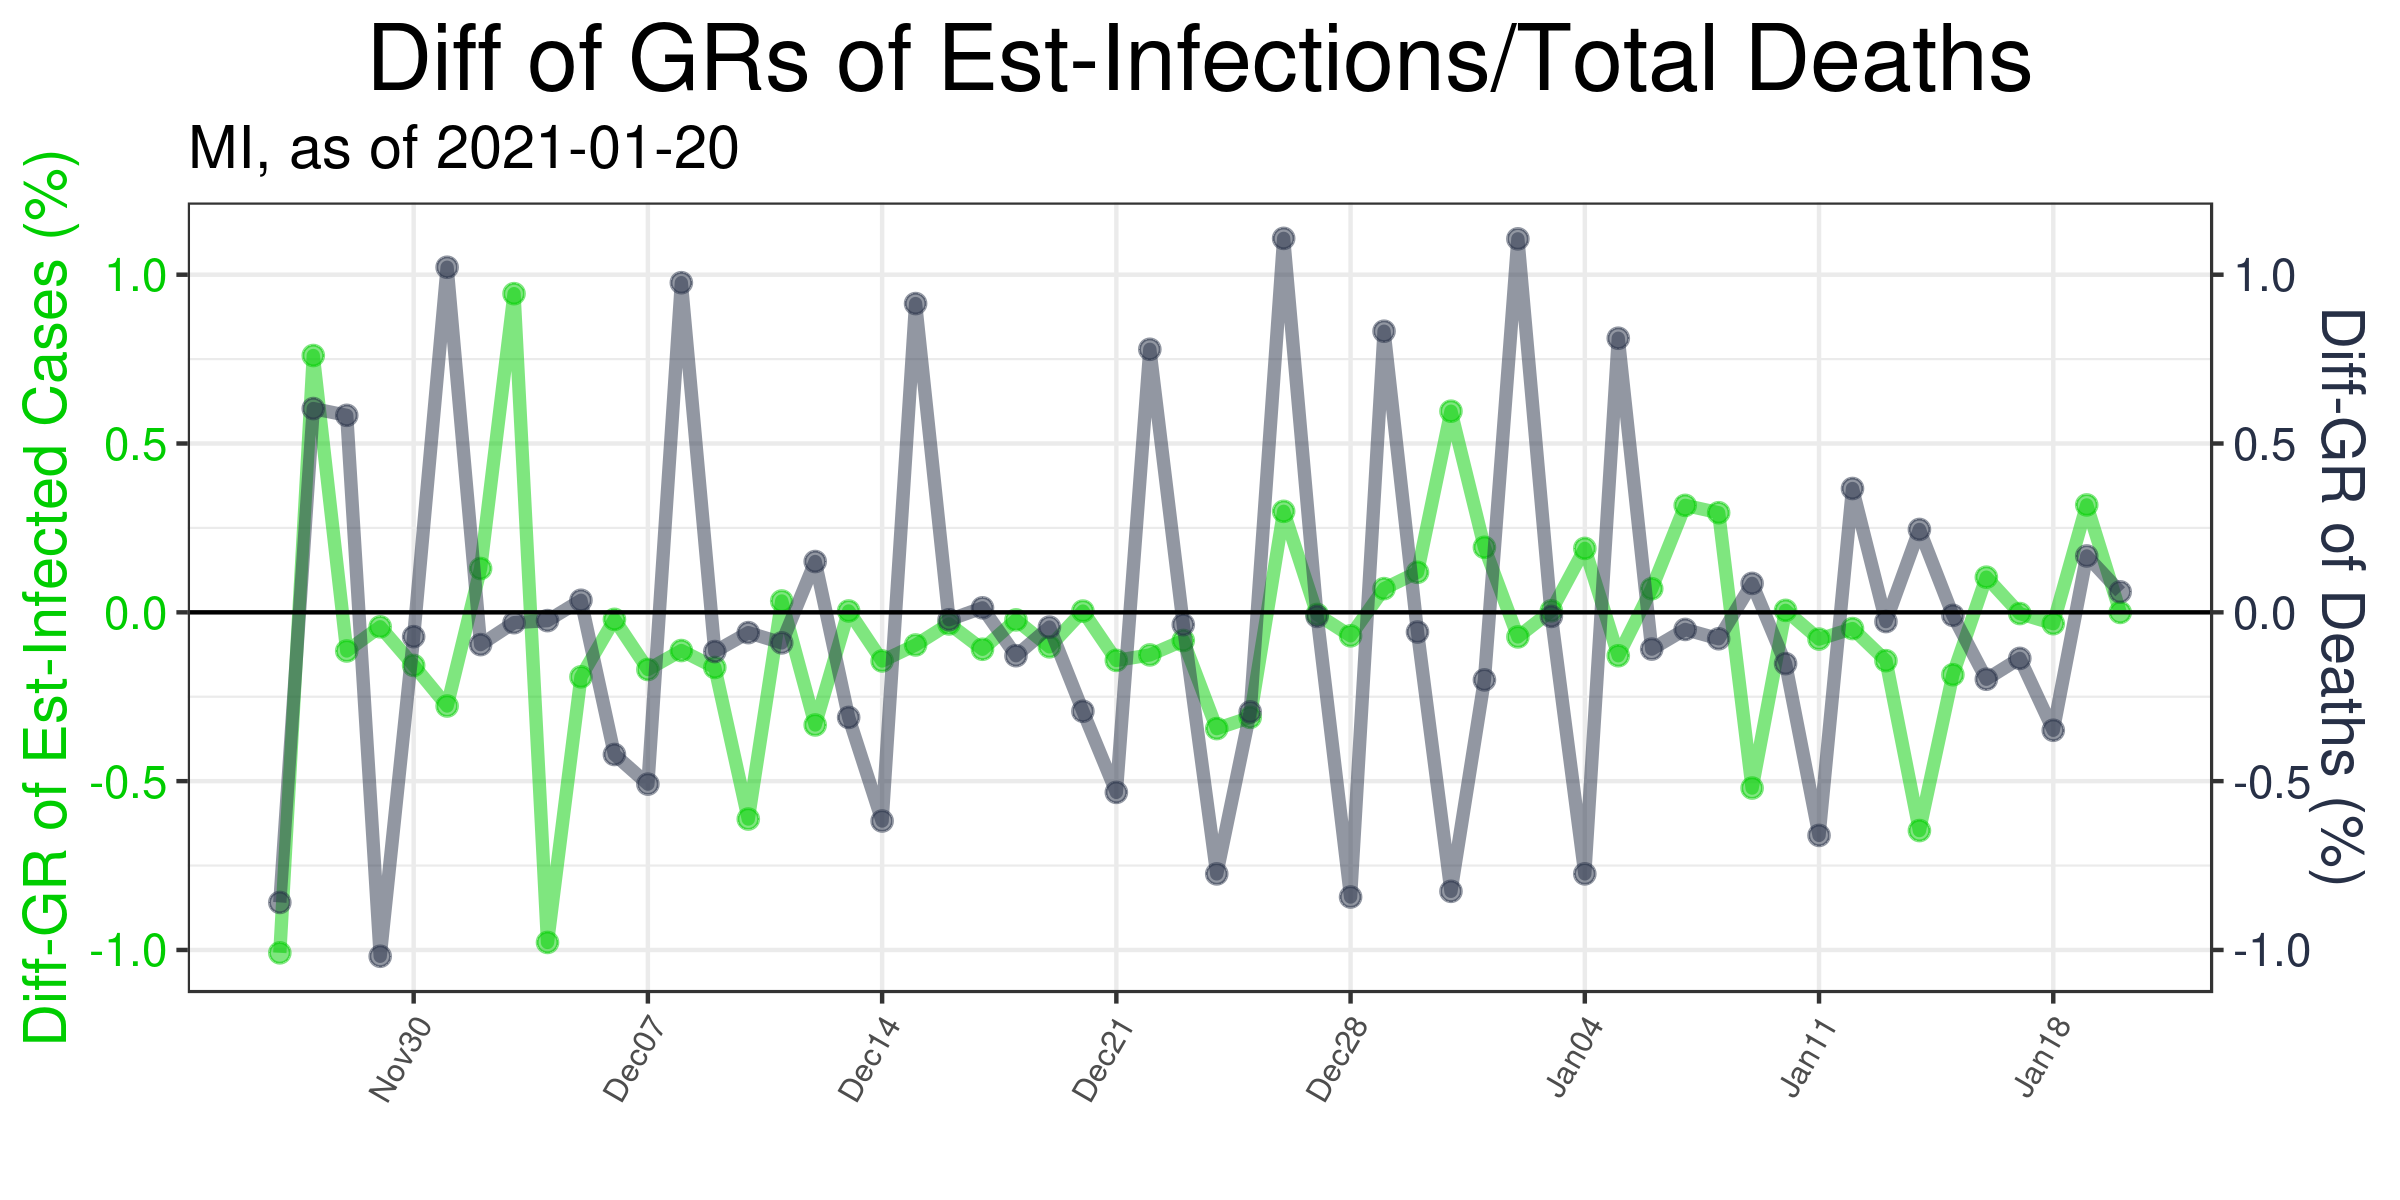 Diff of GRs of Est-Infections/Total Deaths
MI, as of 2021-01-20
Diff-GR of Est-Infected Cases (%)
1.0
0.5
0.0
-0.5
-1.0
1.0
0.5
0.0
-0.5
-1.0
Diff-GR of Deaths (%)
Nov30
Dec07
Dec14
Dec21
Dec28
Jan04
Jan11
Jan18